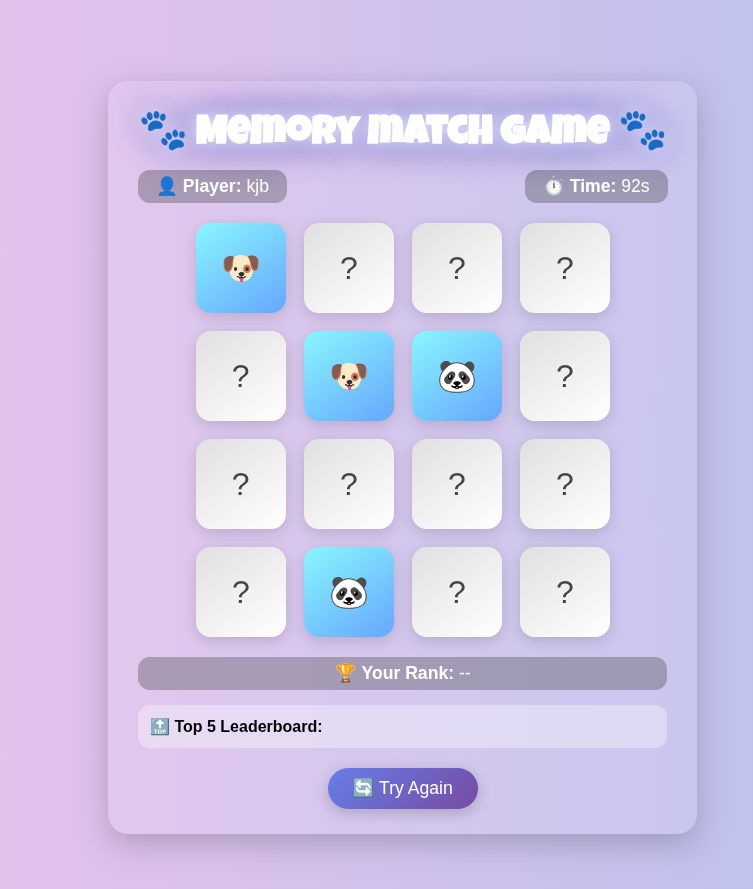 🐾 Memory Match Game 🐾
👤 Player: kjb ⏱️ Time: 92s
? ? ?
? ?
? ? ? ?
? ? ?
🏆 Your Rank: --
🔝 Top 5 Leaderboard:
🔄 Try Again